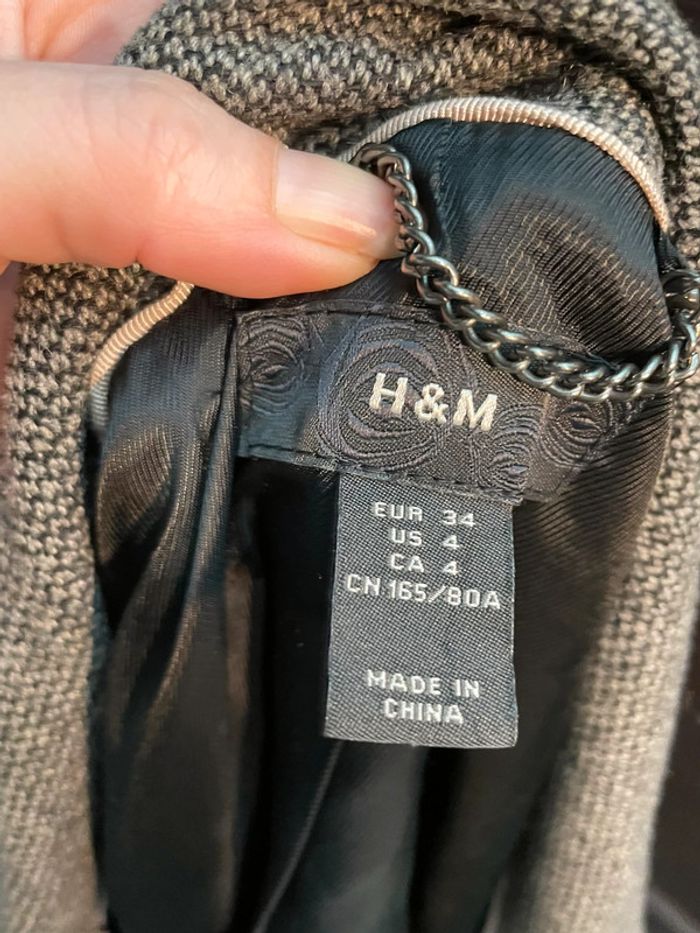 H&M
EUR 34
US 4
CA 4
CN 165/80A
MADE IN
CHINA